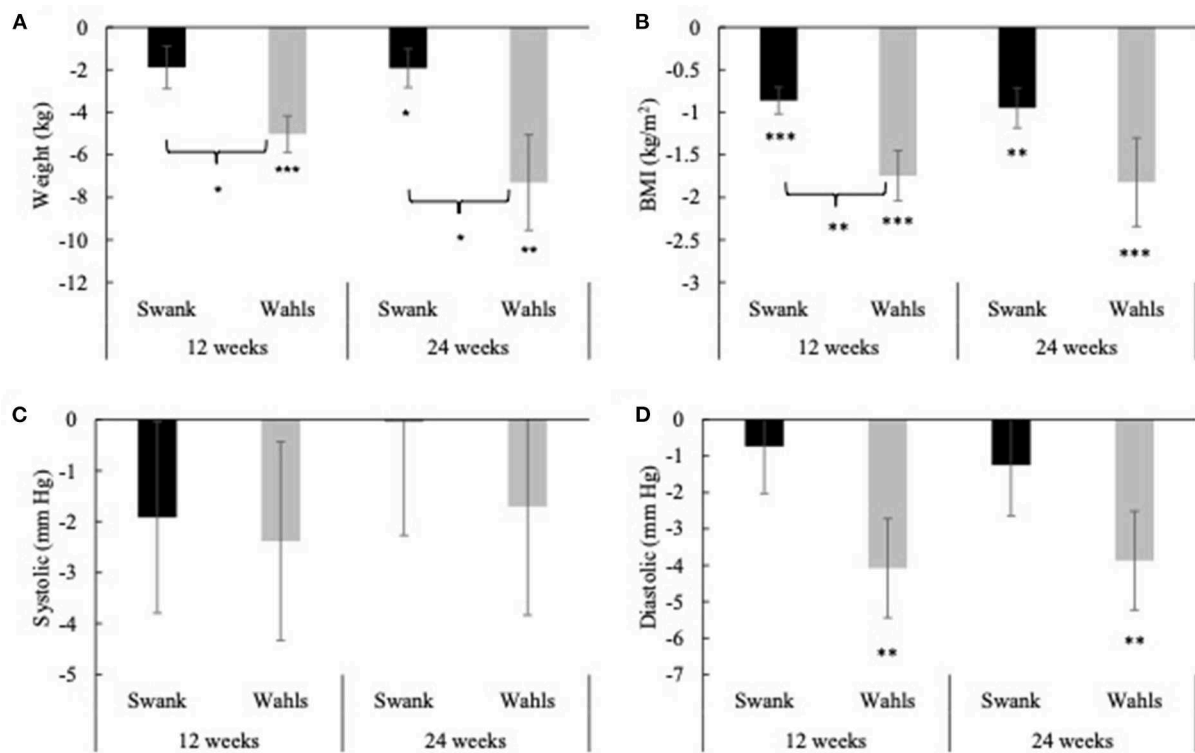 A
0
-2
-4
-6
-8
-10
-12
Weight (kg)
*
***
*
*
**
Swank Wahls Swank Wahls
12 weeks 24 weeks
B
0
-0.5
-1
-1.5
-2
-2.5
-3
BMI (kg/m²)
***
**
***
**
***
Swank Wahls Swank Wahls
12 weeks 24 weeks
C
0
-1
-2
-3
-4
-5
Systolic (mm Hg)
Swank Wahls Swank Wahls
12 weeks 24 weeks
D
0
-1
-2
-3
-4
-5
-6
-7
Diastolic (mm Hg)
**
**
Swank Wahls Swank Wahls
12 weeks 24 weeks